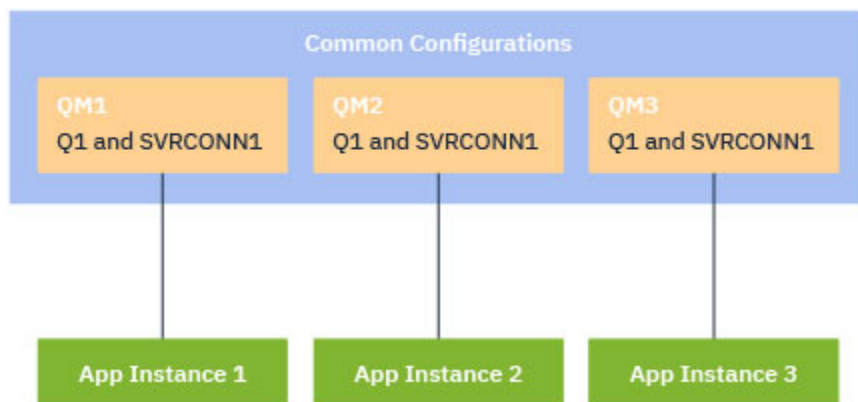 Common Configurations
QM1
Q1 and SVRCONN1
QM2
Q1 and SVRCONN1
QM3
Q1 and SVRCONN1
App Instance 1
App Instance 2
App Instance 3